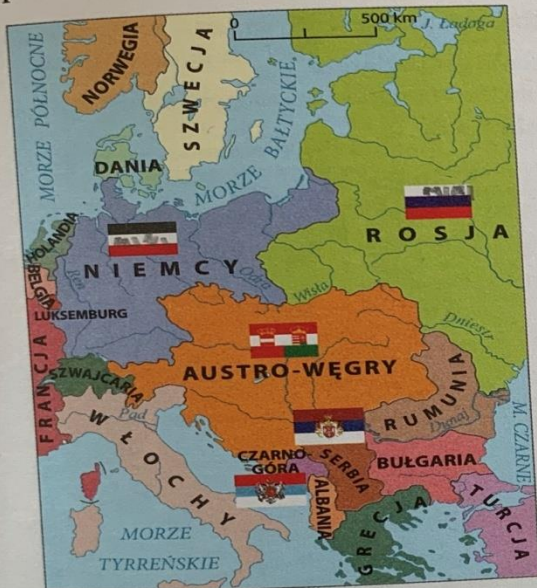 0 500 km
J. Ładoga
NORWEGIA
SZWECJA
MORZE PÓŁNOCNE
MORZE BAŁTYCKIE
DANIA
HOLANDIA
BELGIA
Ren
NIEMCY
Odra
ROSJA
LUKSEMBURG
Wisła
Dniestr
FRANCJA
SZWAJCARIA
AUSTRO-WĘGRY
Pad
WŁOCHY
RUMUNIA
Dunaj
M. CZARNE
CZARNO-
GÓRA
SERBIA
BUŁGARIA
ALBANIA
GRECJA
TURCJA
MORZE
TYRREŃSKIE